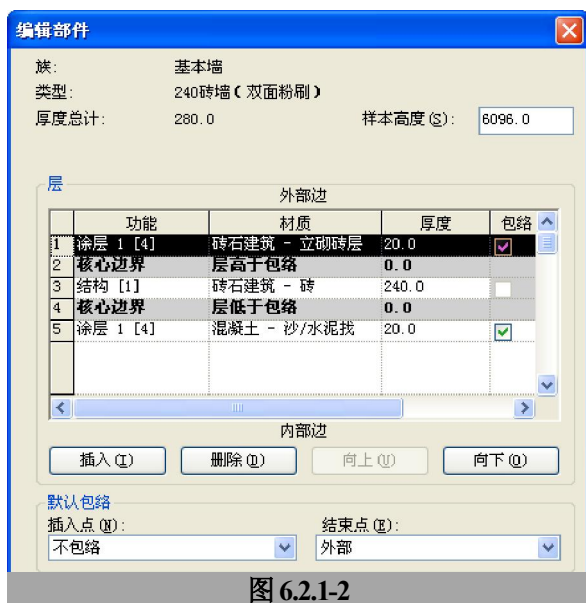 编辑部件
族: 基本墙
类型: 240砖墙(双面粉刷)
厚度总计: 280.0 样本高度(S): 6096.0
层
外部边
功能 材质 厚度 包络
1 涂层 1 [4] 砖石建筑 - 立砌砖层 20.0
2 核心边界 层高于包络 0.0
3 结构 [1] 砖石建筑 - 砖 240.0
4 核心边界 层低于包络 0.0
5 涂层 1 [4] 混凝土 - 沙/水泥找 20.0
内部边
插入(I) 删除(D) 向上(U) 向下(O)
默认包络
插入点(N): 结束点(E):
不包络 外部
图 6.2.1-2